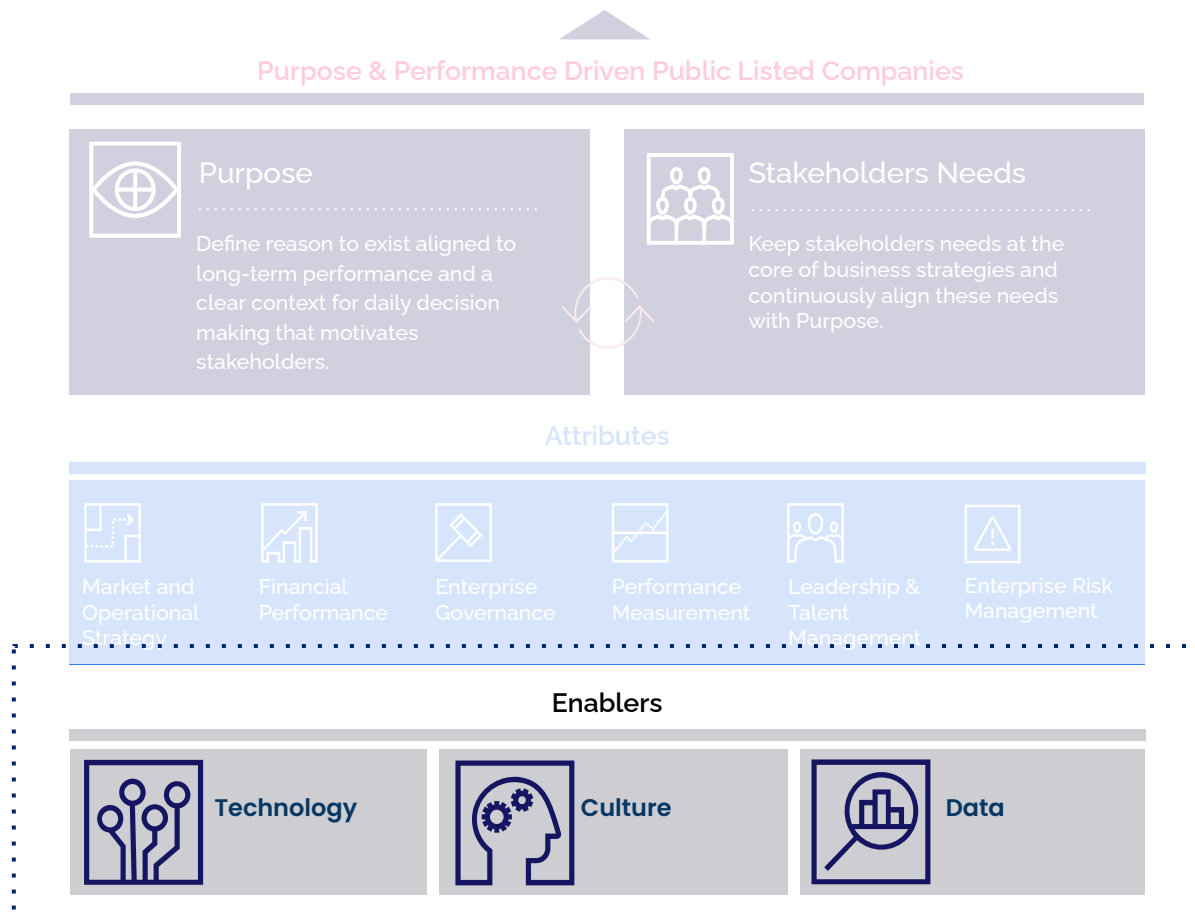 Purpose & Performance Driven Public Listed Companies
Purpose
Define reason to exist aligned to
long-term performance and a
clear context for daily decision
making that motivates
stakeholders.
Stakeholders Needs
Keep stakeholders needs at the
core of business strategies and
continuously align these needs
with Purpose.
Attributes
Market and
Operational
Strategy
Financial
Performance
Enterprise
Governance
Performance
Measurement
Leadership &
Talent
Management
Enterprise Risk
Management
Enablers
Technology
Culture
Data